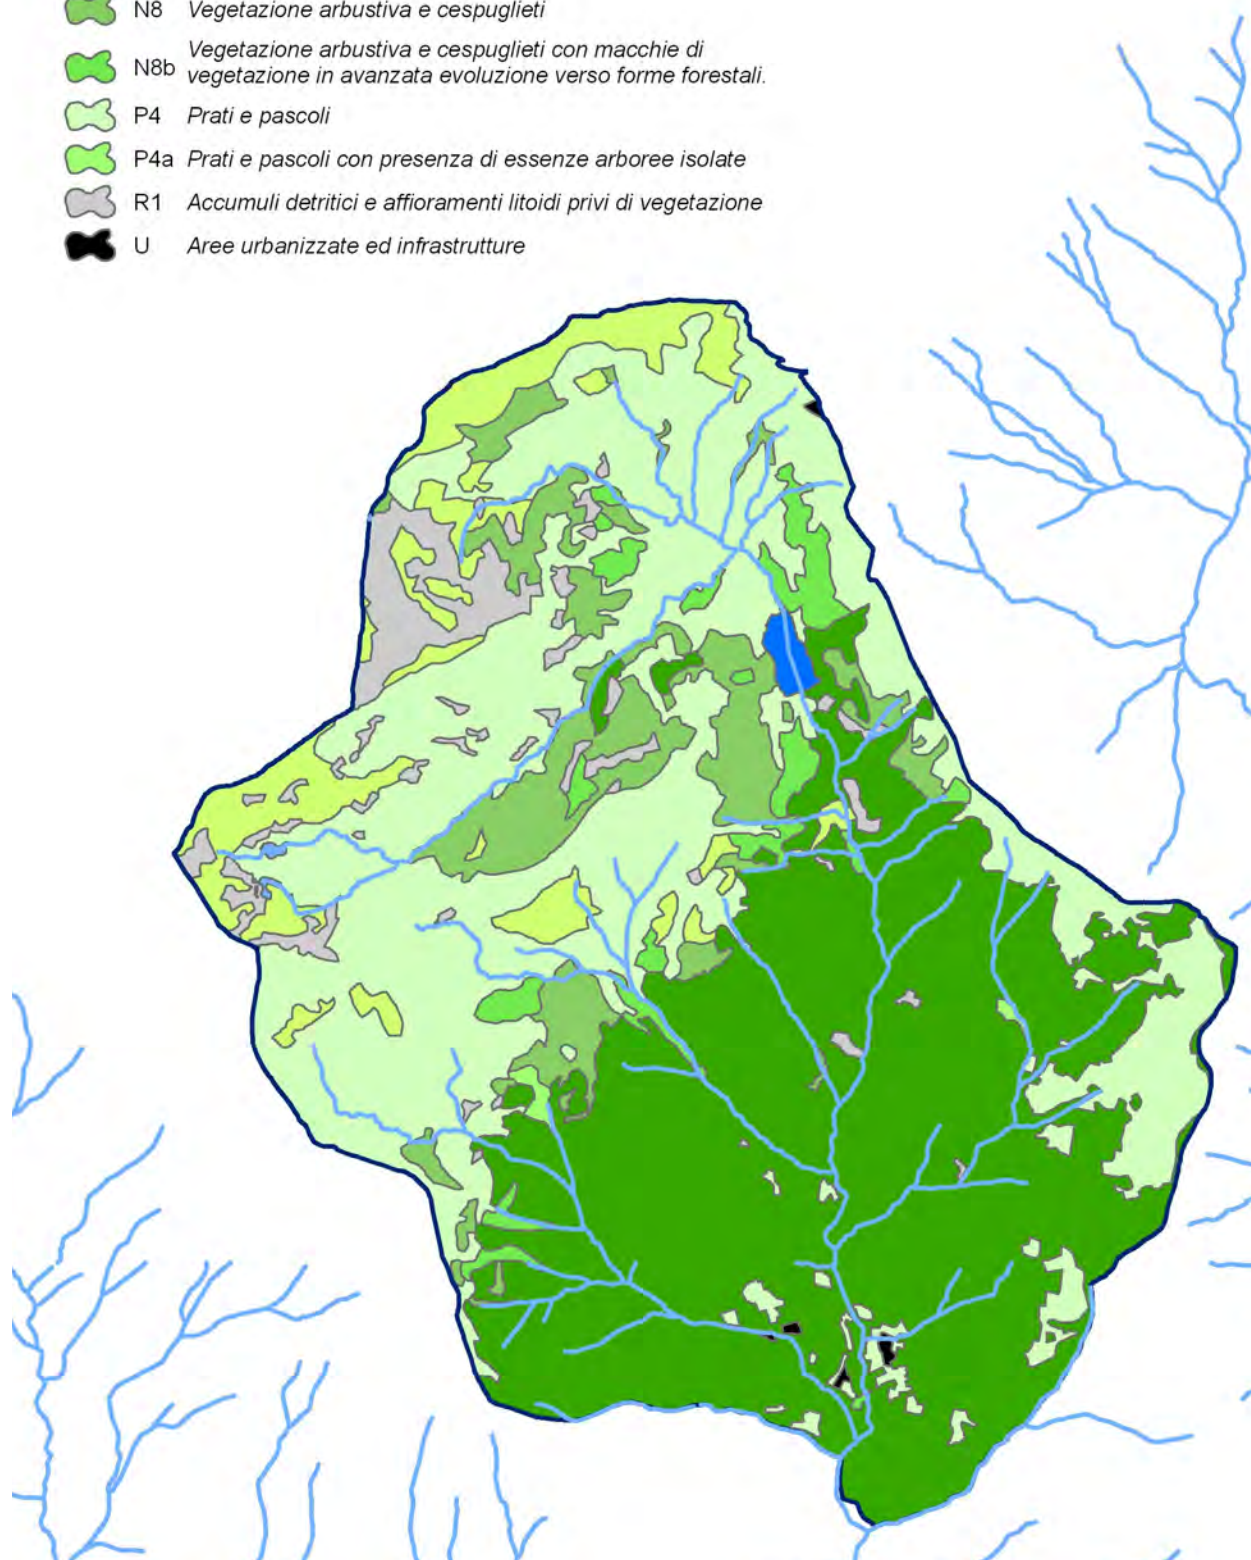 N8 Vegetazione arbustiva e cespuglieti
Vegetazione arbustiva e cespuglieti con macchie di
N8b vegetazione in avanzata evoluzione verso forme forestali.
P4 Prati e pascoli
P4a Prati e pascoli con presenza di essenze arboree isolate
R1 Accumuli detritici e affioramenti litoidi privi di vegetazione
U Aree urbanizzate ed infrastrutture